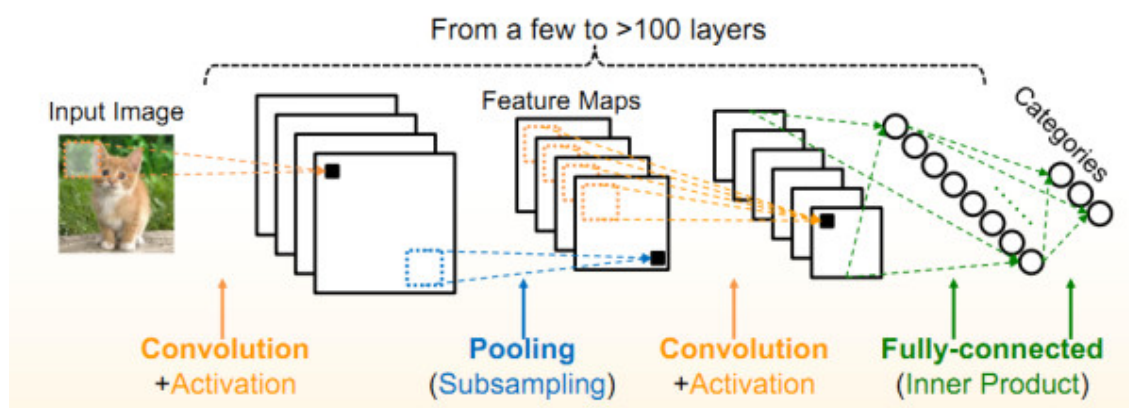 From a few to >100 layers
Input Image
Feature Maps
Categories
Convolution
+Activation
Pooling
(Subsampling)
Convolution
+Activation
Fully-connected
(Inner Product)